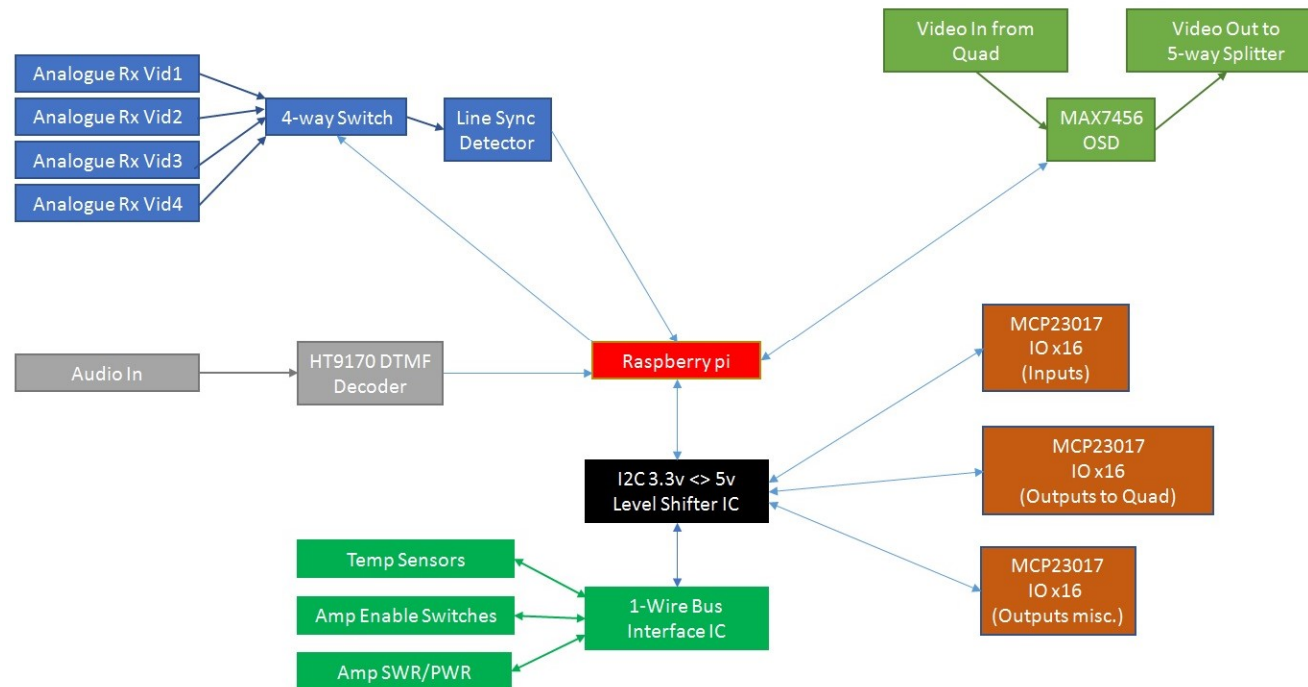 Video In from
Quad
Video Out to
5-way Splitter
Analogue Rx Vid1
Analogue Rx Vid2
Analogue Rx Vid3
Analogue Rx Vid4
4-way Switch
Line Sync
Detector
MAX7456
OSD
Audio In
HT9170 DTMF
Decoder
Raspberry pi
MCP23017
IO x16
(Inputs)
MCP23017
IO x16
(Outputs to Quad)
I2C 3.3v <> 5v
Level Shifter IC
MCP23017
IO x16
(Outputs misc.)
Temp Sensors
Amp Enable Switches
Amp SWR/PWR
1-Wire Bus
Interface IC